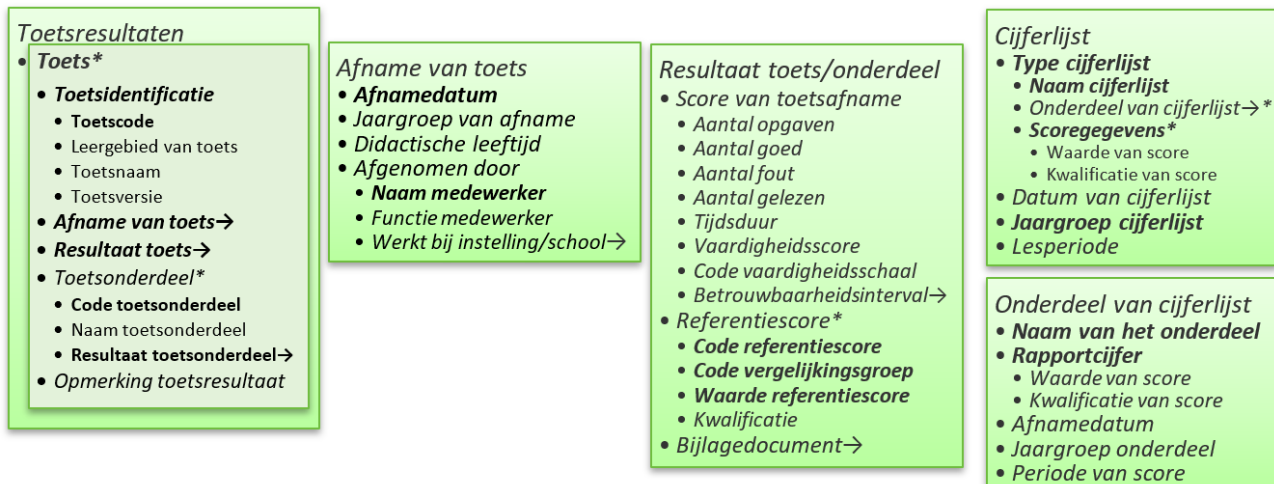 Toetsresultaten
• Toets*
• Toetsidentificatie
• Toetscode
• Leergebied van toets
• Toetsnaam
• Toetsversie
• Afname van toets→
• Resultaat toets→
• Toetsonderdeel*
• Code toetsonderdeel
• Naam toetsonderdeel
• Resultaat toetsonderdeel→
• Opmerking toetsresultaat
Afname van toets
• Afnamedatum
• Jaargroep van afname
• Didactische leeftijd
• Afgenomen door
• Naam medewerker
• Functie medewerker
• Werkt bij instelling/school→
Resultaat toets/onderdeel
• Score van toetsafname
• Aantal opgaven
• Aantal goed
• Aantal fout
• Aantal gelezen
• Tijdsduur
• Vaardigheidsscore
• Code vaardigheidsschaal
• Betrouwbaarheidsinterval→
• Referentiescore*
• Code referentiescore
• Code vergelijkingsgroep
• Waarde referentiescore
• Kwalificatie
• Bijlagedocument→
Cijferlijst
• Type cijferlijst
• Naam cijferlijst
• Onderdeel van cijferlijst→*
• Scoregegevens*
• Waarde van score
• Kwalificatie van score
• Datum van cijferlijst
• Jaargroep cijferlijst
• Lesperiode
Onderdeel van cijferlijst
• Naam van het onderdeel
• Rapportcijfer
• Waarde van score
• Kwalificatie van score
• Afnamedatum
• Jaargroep onderdeel
• Periode van score